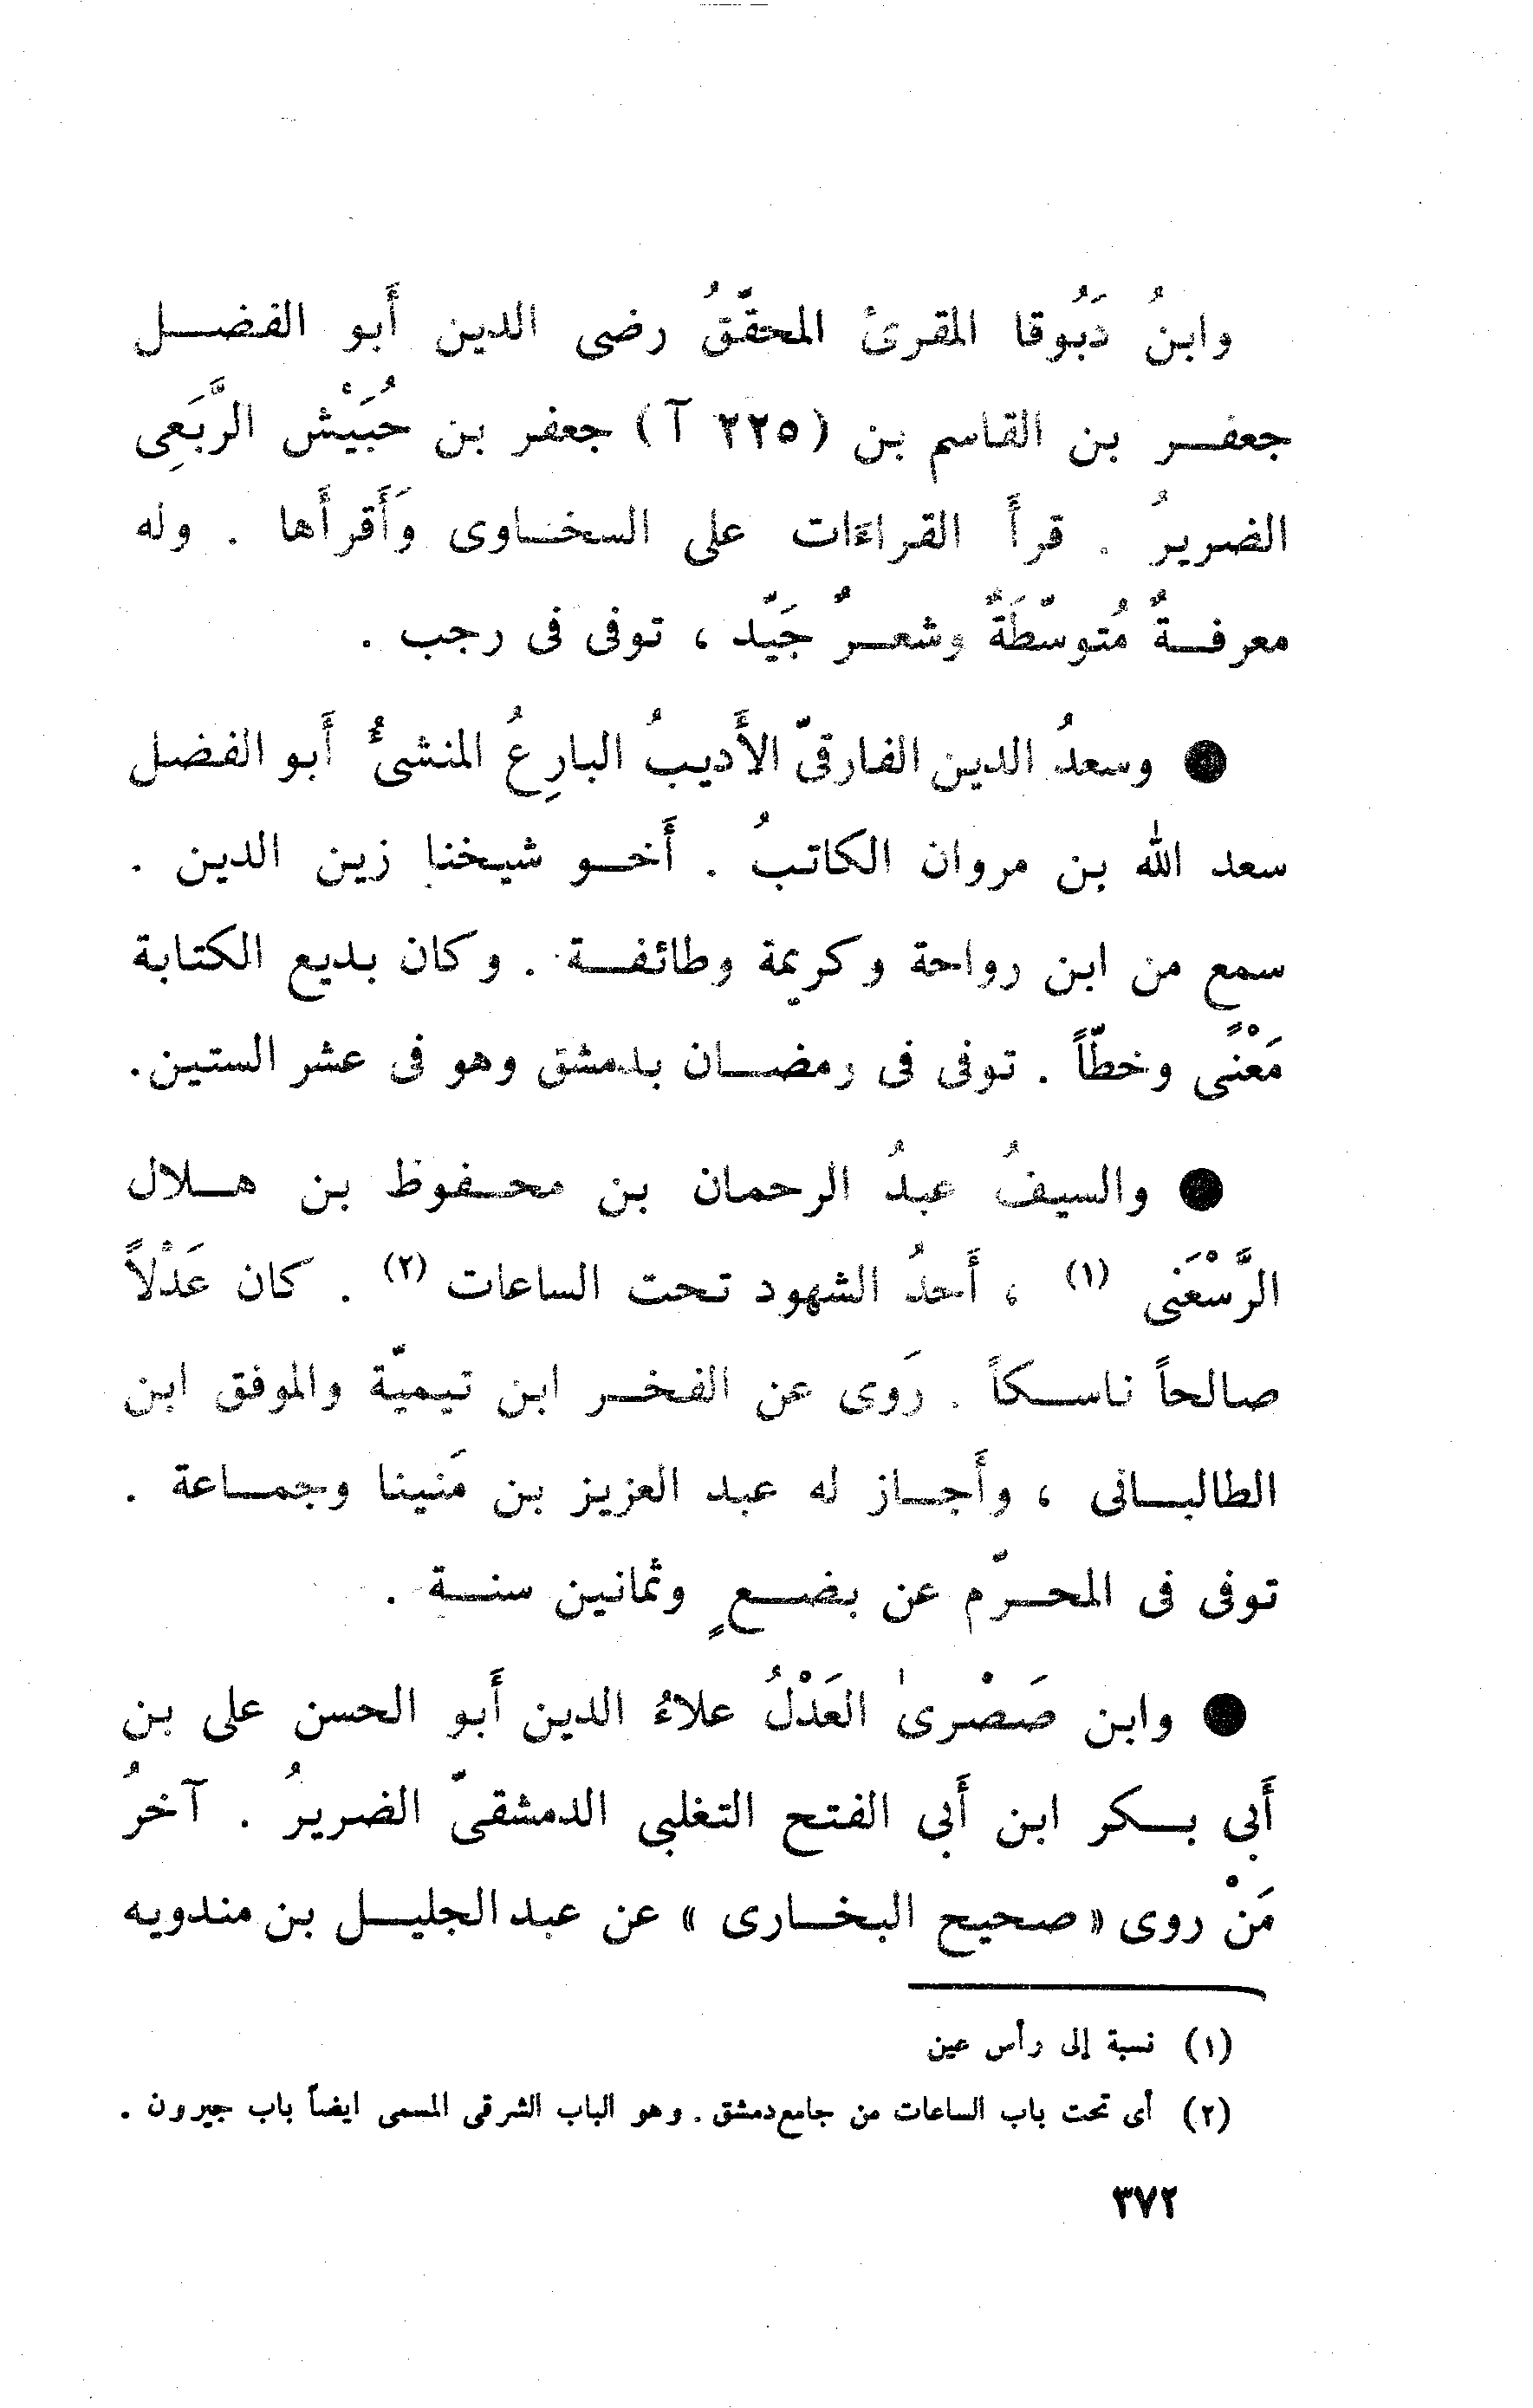 وابنُ دَبُوقا المقرئ المحقّقُ رضى الدين أَبو الفضل
جعفر بن القاسم بن (٢٢٥ آ) جعفر بن حُبَيْش الرَّبَعِى
الضريرُ . قرأَ القراءَات على السخاوى وَأَقرأَها . وله
معرفةٌ مُتوسّطَةٌ وشعرٌ جَيّد ، توفى فى رجب .
● وسعدُ الدين الفارقىّ الأَديبُ البارِعُ المنشىُٔ أَبو الفضل
سعد الله بن مروان الكاتبُ . أَخو شيخنا زين الدين .
سمع من ابن رواحة وكريمة وطائفة . وكان بديع الكتابة
مَعْنًى وخطّاً . توفى فى رمضان بدمشق وهو فى عشر الستين .
● والسيفُ عبدُ الرحمان بن محفوظ بن هلال
الرَّسْعَنى (١) ، أَحدُ الشهود تحت الساعات (٢) . كان عَدْلاً
صالحاً ناسكاً . رَوى عن الفخر ابن تيميّة والموفق ابن
الطالبانى ، وأَجاز له عبد العزيز بن مَنينا وجماعة .
توفى فى المحرّم عن بضعٍ وثمانين سنة .
● وابن صَصْرىٰ العَدْلُ علاءُ الدين أَبو الحسن على بن
أَبى بكر ابن أَبى الفتح التغلبى الدمشقىّ الضريرُ . آخرُ
مَنْ روى « صحيح البخارى » عن عبد الجليل بن مندويه
(١) نسبة إلى رأس عين
(٢) أى تحت باب الساعات من جامع دمشق . وهو الباب الشرقى المسمى ايضاً باب جيرون .
٣٧٢